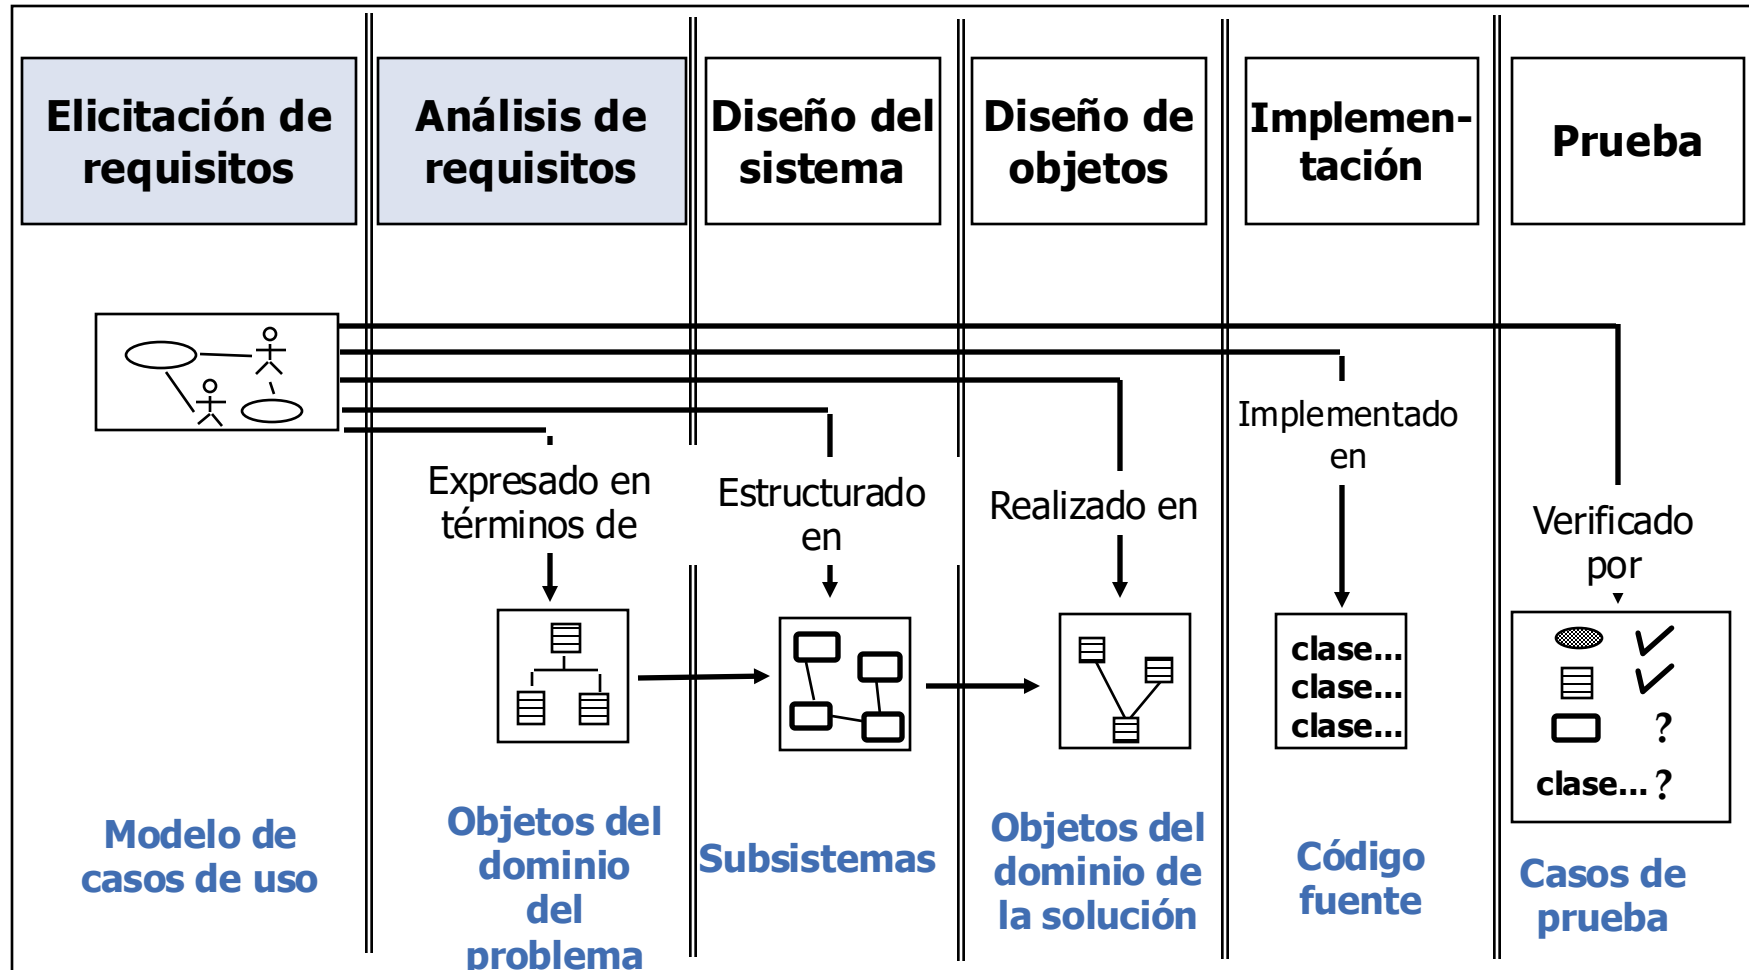 Elicitación de
requisitos
Análisis de
requisitos
Diseño del
sistema
Diseño de
objetos
Implemen-
tación
Prueba
Expresado en
términos de
Estructurado
en
Realizado en
Implementado
en
Verificado
por
clase...
clase...
clase...
?
clase...?
Modelo de
casos de uso
Objetos del
dominio
del
problema
Subsistemas
Objetos del
dominio de
la solución
Código
fuente
Casos de
prueba